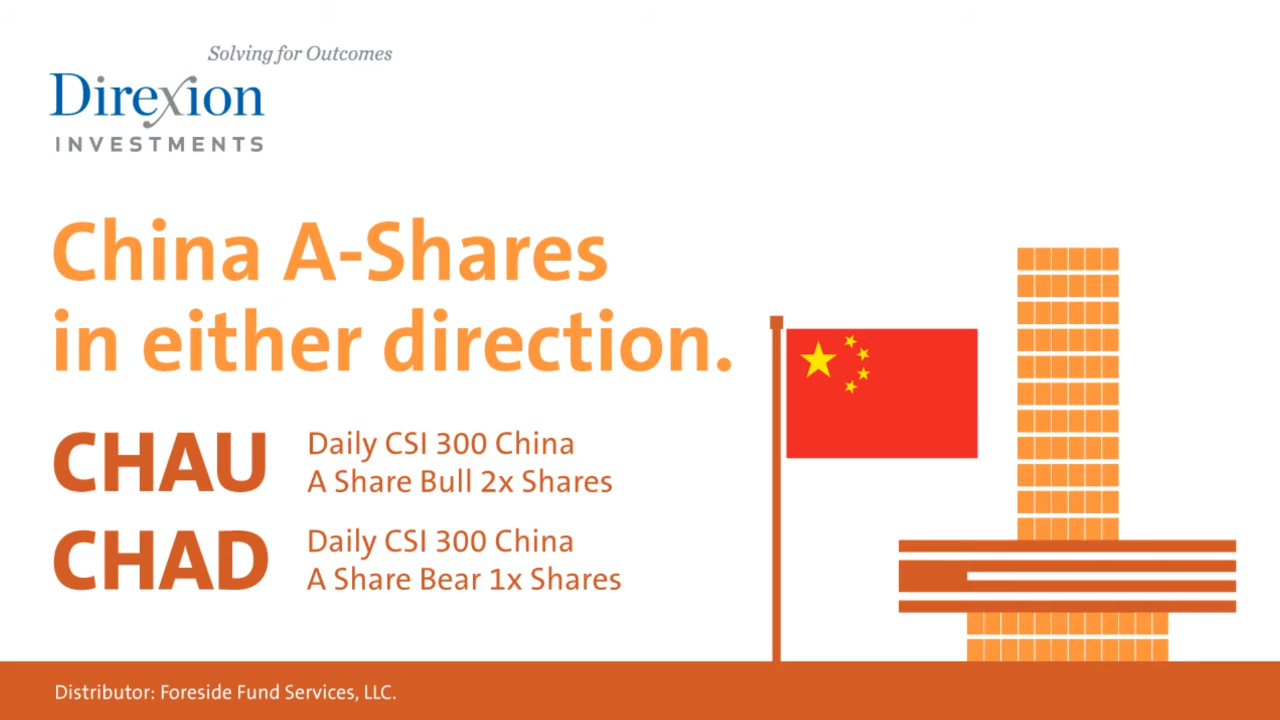 Solving for Outcomes
Direxion
INVESTMENTS
China A-Shares
in either direction.
CHAU
Daily CSI 300 China
A Share Bull 2x Shares
CHAD
Daily CSI 300 China
A Share Bear 1x Shares
Distributor: Foreside Fund Services, LLC.